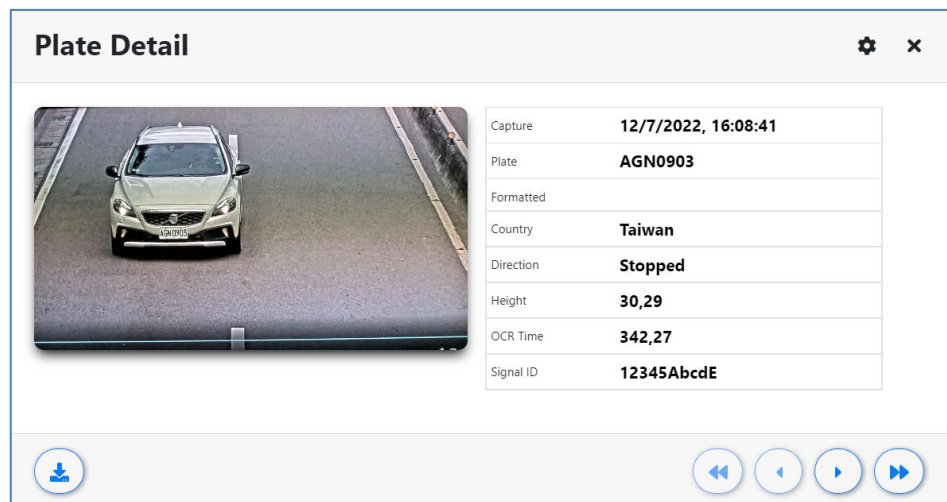 Plate Detail
Capture 12/7/2022, 16:08:41
Plate AGN0903
Formatted
Country Taiwan
Direction Stopped
Height 30,29
OCR Time 342,27
Signal ID 12345AbcdE